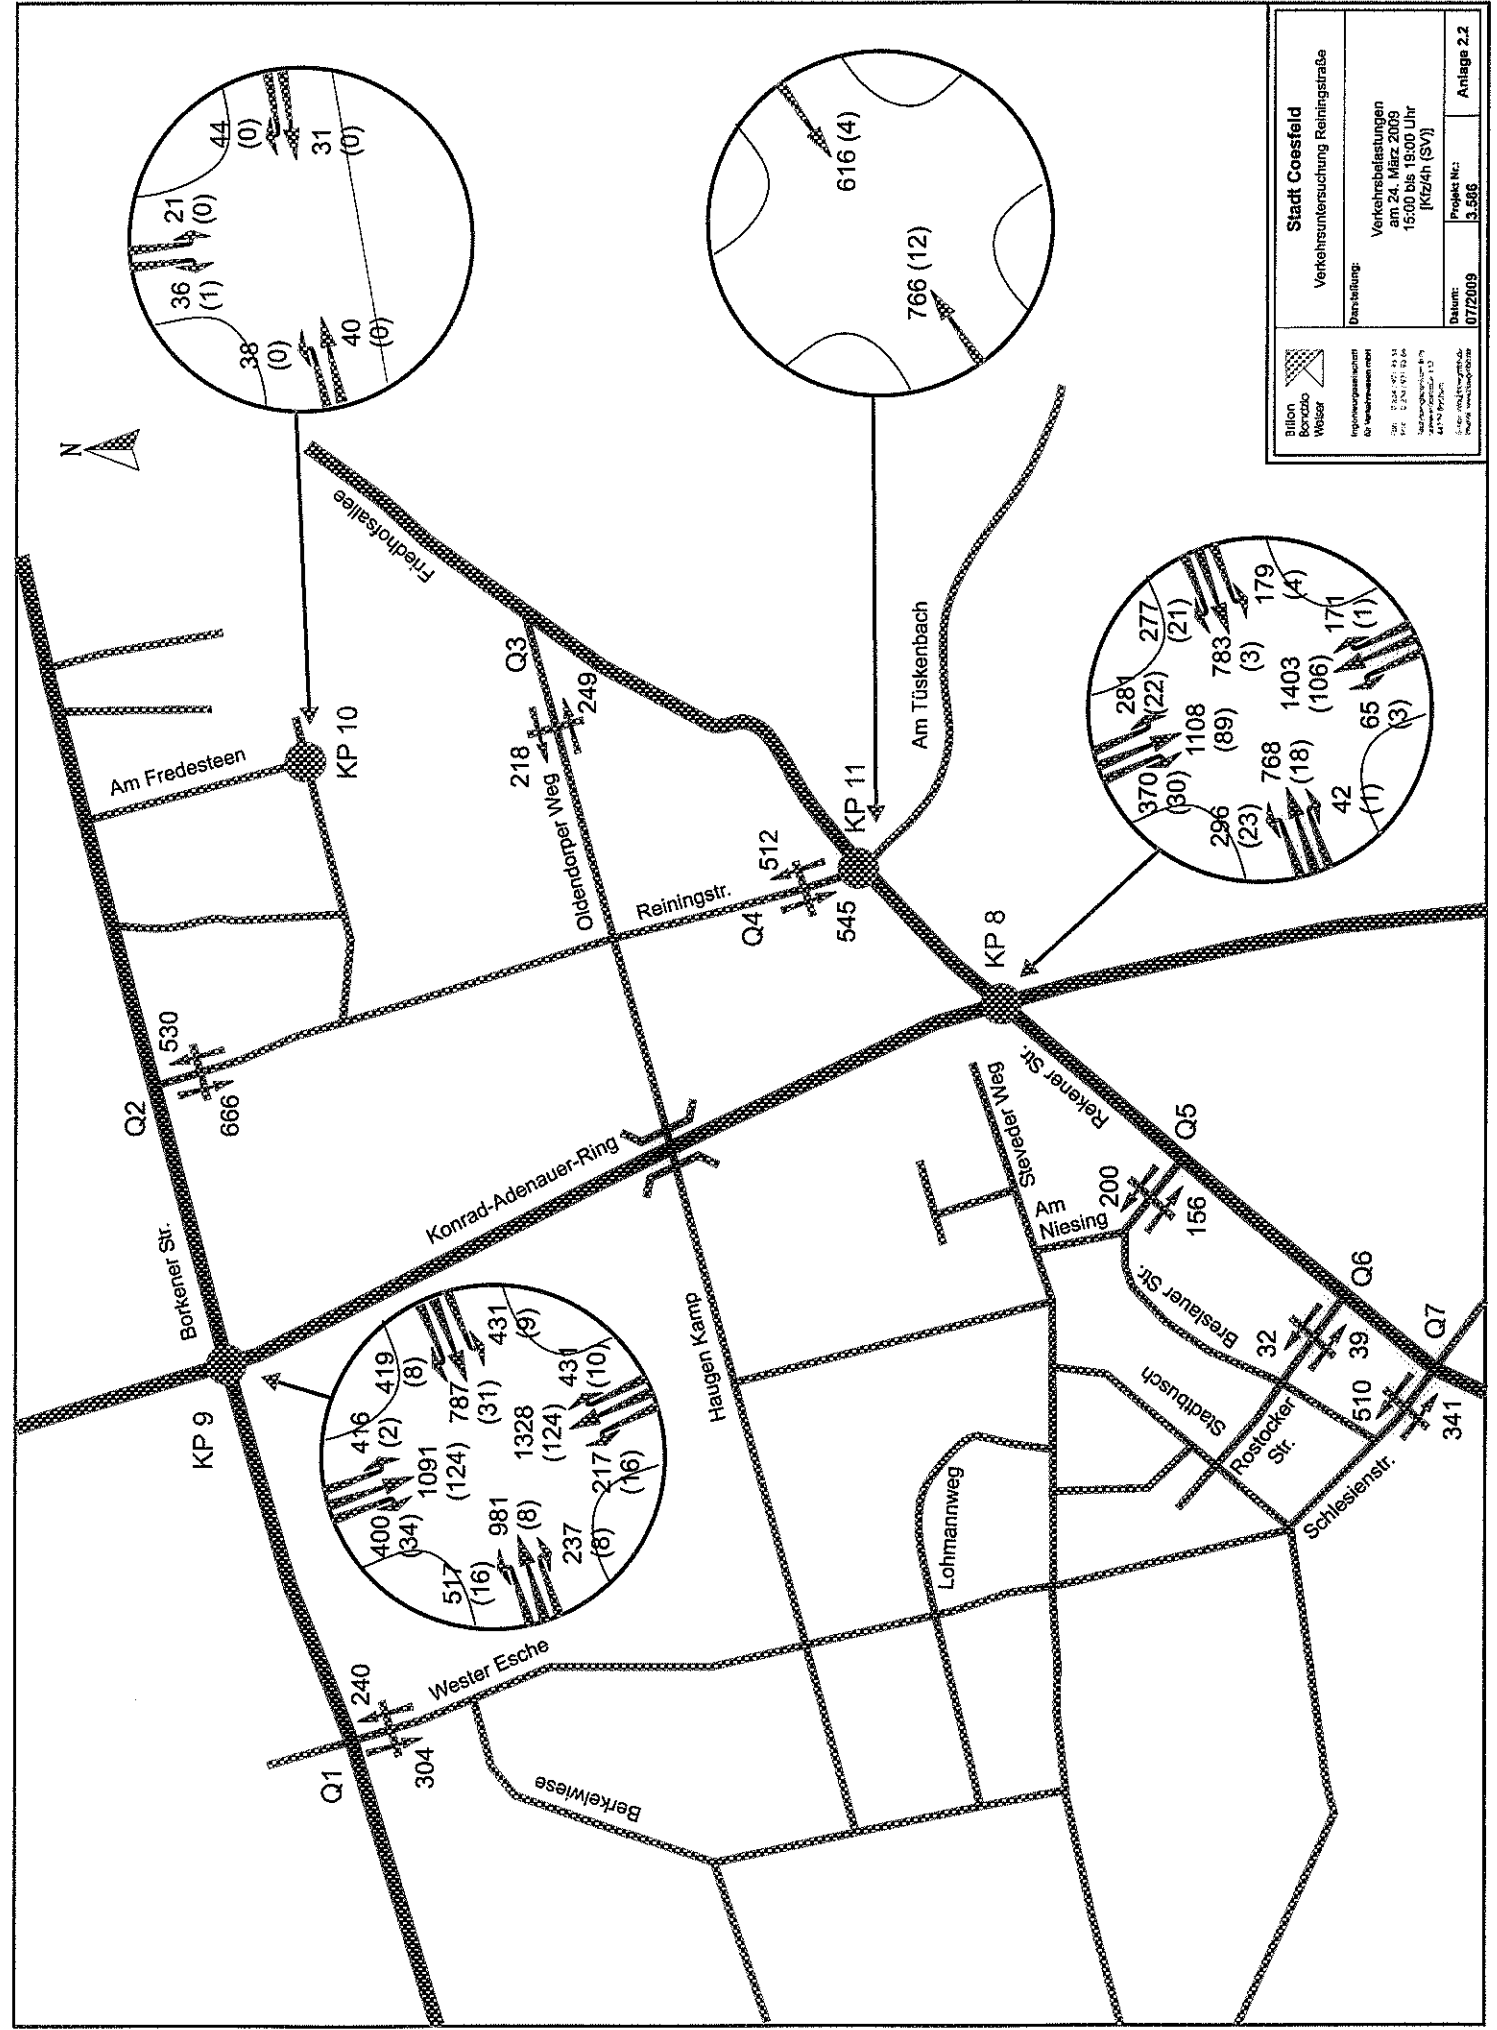 N
Borkener Str.
Q1
304
240
Wester Esche
Berkelwiese
KP 9
517
(16)
981
(8)
237
(8)
400
(34)
1091
(124)
416
(2)
419
(8)
787
(31)
431
(9)
431
(10)
1328
(124)
217
(16)
Q2
666
530
Konrad-Adenauer-Ring
Haugen Kamp
Lohmannweg
Am Fredesteen
KP 10
38
(0)
40
(0)
36
(1)
21
(0)
44
(0)
31
(0)
Friedhofsallee
Q3
218
249
Oldendorper Weg
Reiningstr.
Q4
545
512
KP 11
766 (12)
616 (4)
Am Tüskenbach
KP 8
296
(23)
768
(18)
42
(1)
370
(30)
1108
(89)
281
(22)
277
(21)
783
(3)
179
(4)
171
(1)
1403
(106)
65
(3)
Rekener Str.
Steveder Weg
Am
Niesing
Q5
200
156
Breslauer Str.
Stadtbusch
Rostocker
Str.
Q6
32
39
Schlesienstr.
Q7
510
341
Brilon
Bondzio
Weiser
Ingenieurgesellschaft
für Verkehrswesen mbH
Stadt Coesfeld
Verkehrsuntersuchung Reiningstraße
Darstellung:
Verkehrsbelastungen
am 24. März 2009
15:00 bis 19:00 Uhr
[Kfz/4h (SV)]
Datum:
07/2009
Projekt Nr.:
3.586
Anlage 2.2